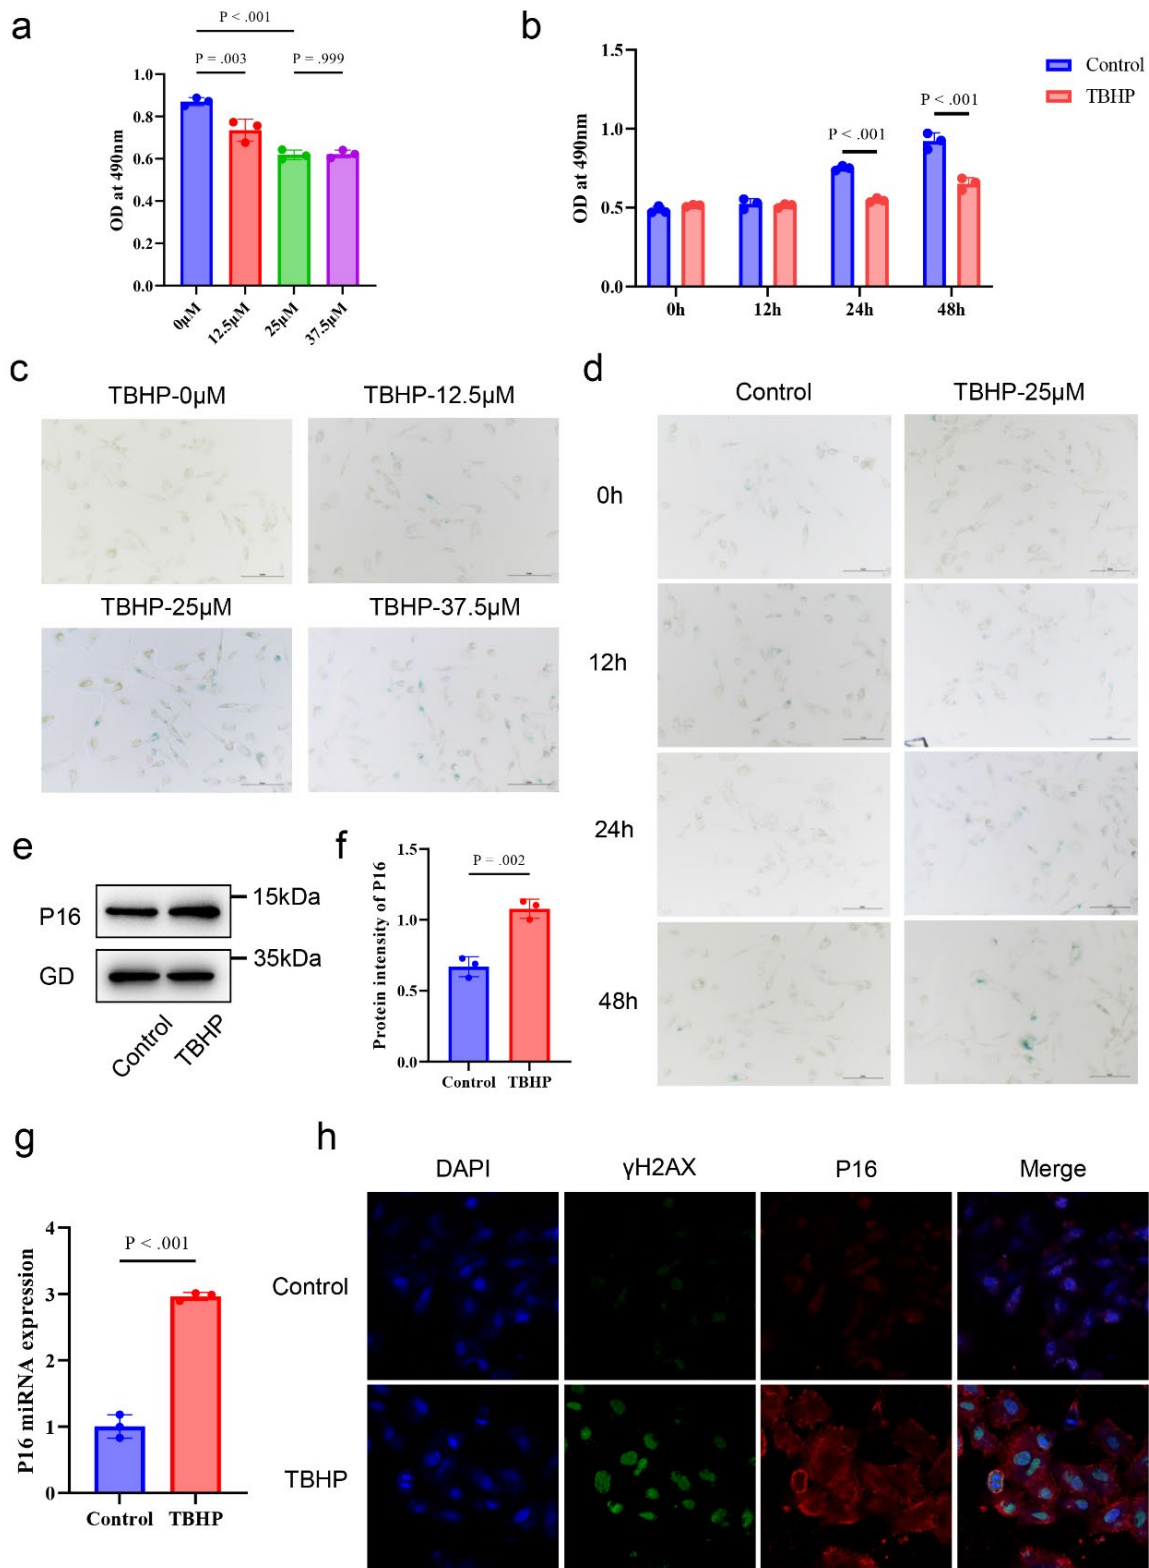 a
P < .001
P = .003
P = .999
OD at 490nm
1.0
0.8
0.6
0.4
0.2
0.0
0μM
12.5μM
25μM
37.5μM
b
Control
TBHP
P < .001
P < .001
OD at 490nm
1.5
1.0
0.5
0.0
0h
12h
24h
48h
c
TBHP-0μM
TBHP-12.5μM
TBHP-25μM
TBHP-37.5μM
d
Control
TBHP-25μM
0h
12h
24h
48h
e
P16
15kDa
GD
35kDa
Control
TBHP
f
P = .002
Protein intensity of P16
1.5
1.0
0.5
0.0
Control
TBHP
g
P < .001
P16 miRNA expression
4
3
2
1
0
Control
TBHP
h
DAPI
γH2AX
P16
Merge
Control
TBHP